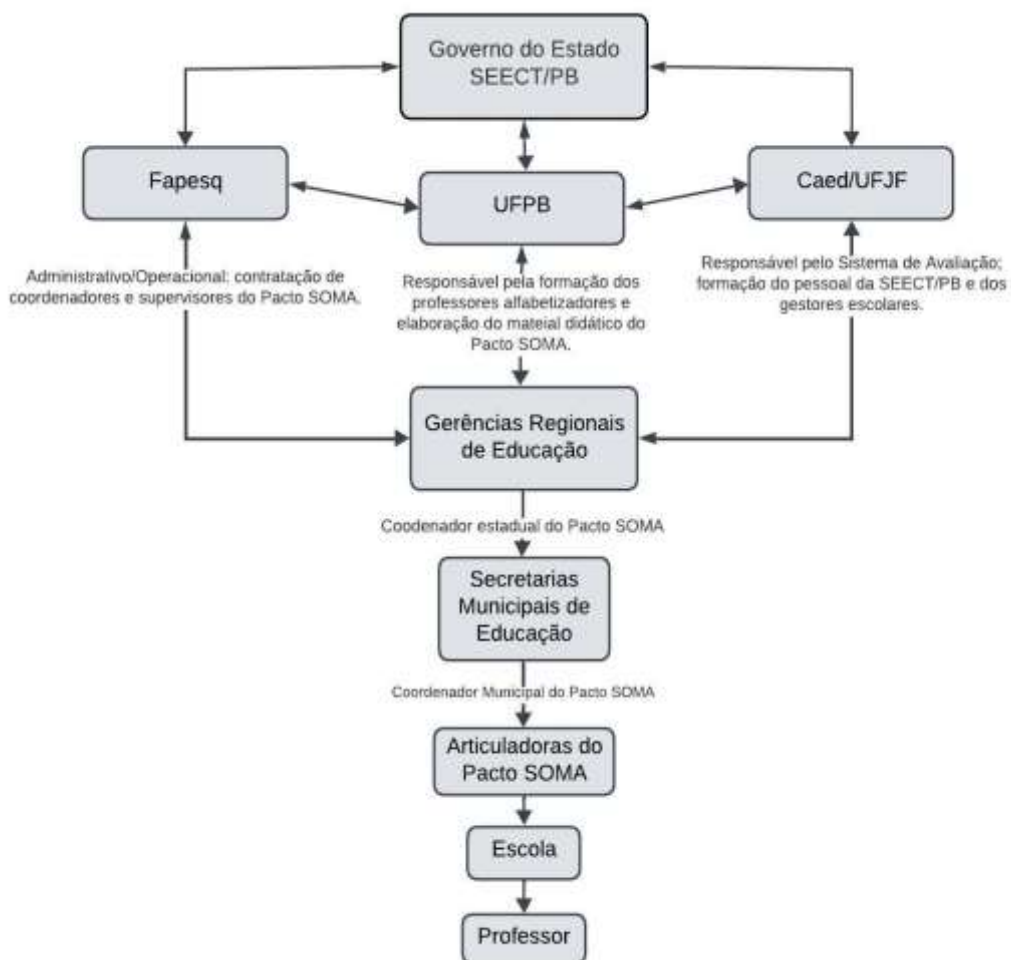 Governo do Estado
SEECT/PB
Fapesq
UFPB
Caed/UFJF
Administrativo/Operacional: contratação de
coordenadores e supervisores do Pacto SOMA.
Responsável pela formação dos
professores alfabetizadores e
elaboração do mateial didático do
Pacto SOMA.
Responsável pelo Sistema de Avaliação;
formação do pessoal da SEECT/PB e dos
gestores escolares.
Gerências Regionais
de Educação
Coodenador estadual do Pacto SOMA
Secretarias
Municipais de
Educação
Coordenador Municipal do Pacto SOMA
Articuladoras do
Pacto SOMA
Escola
Professor